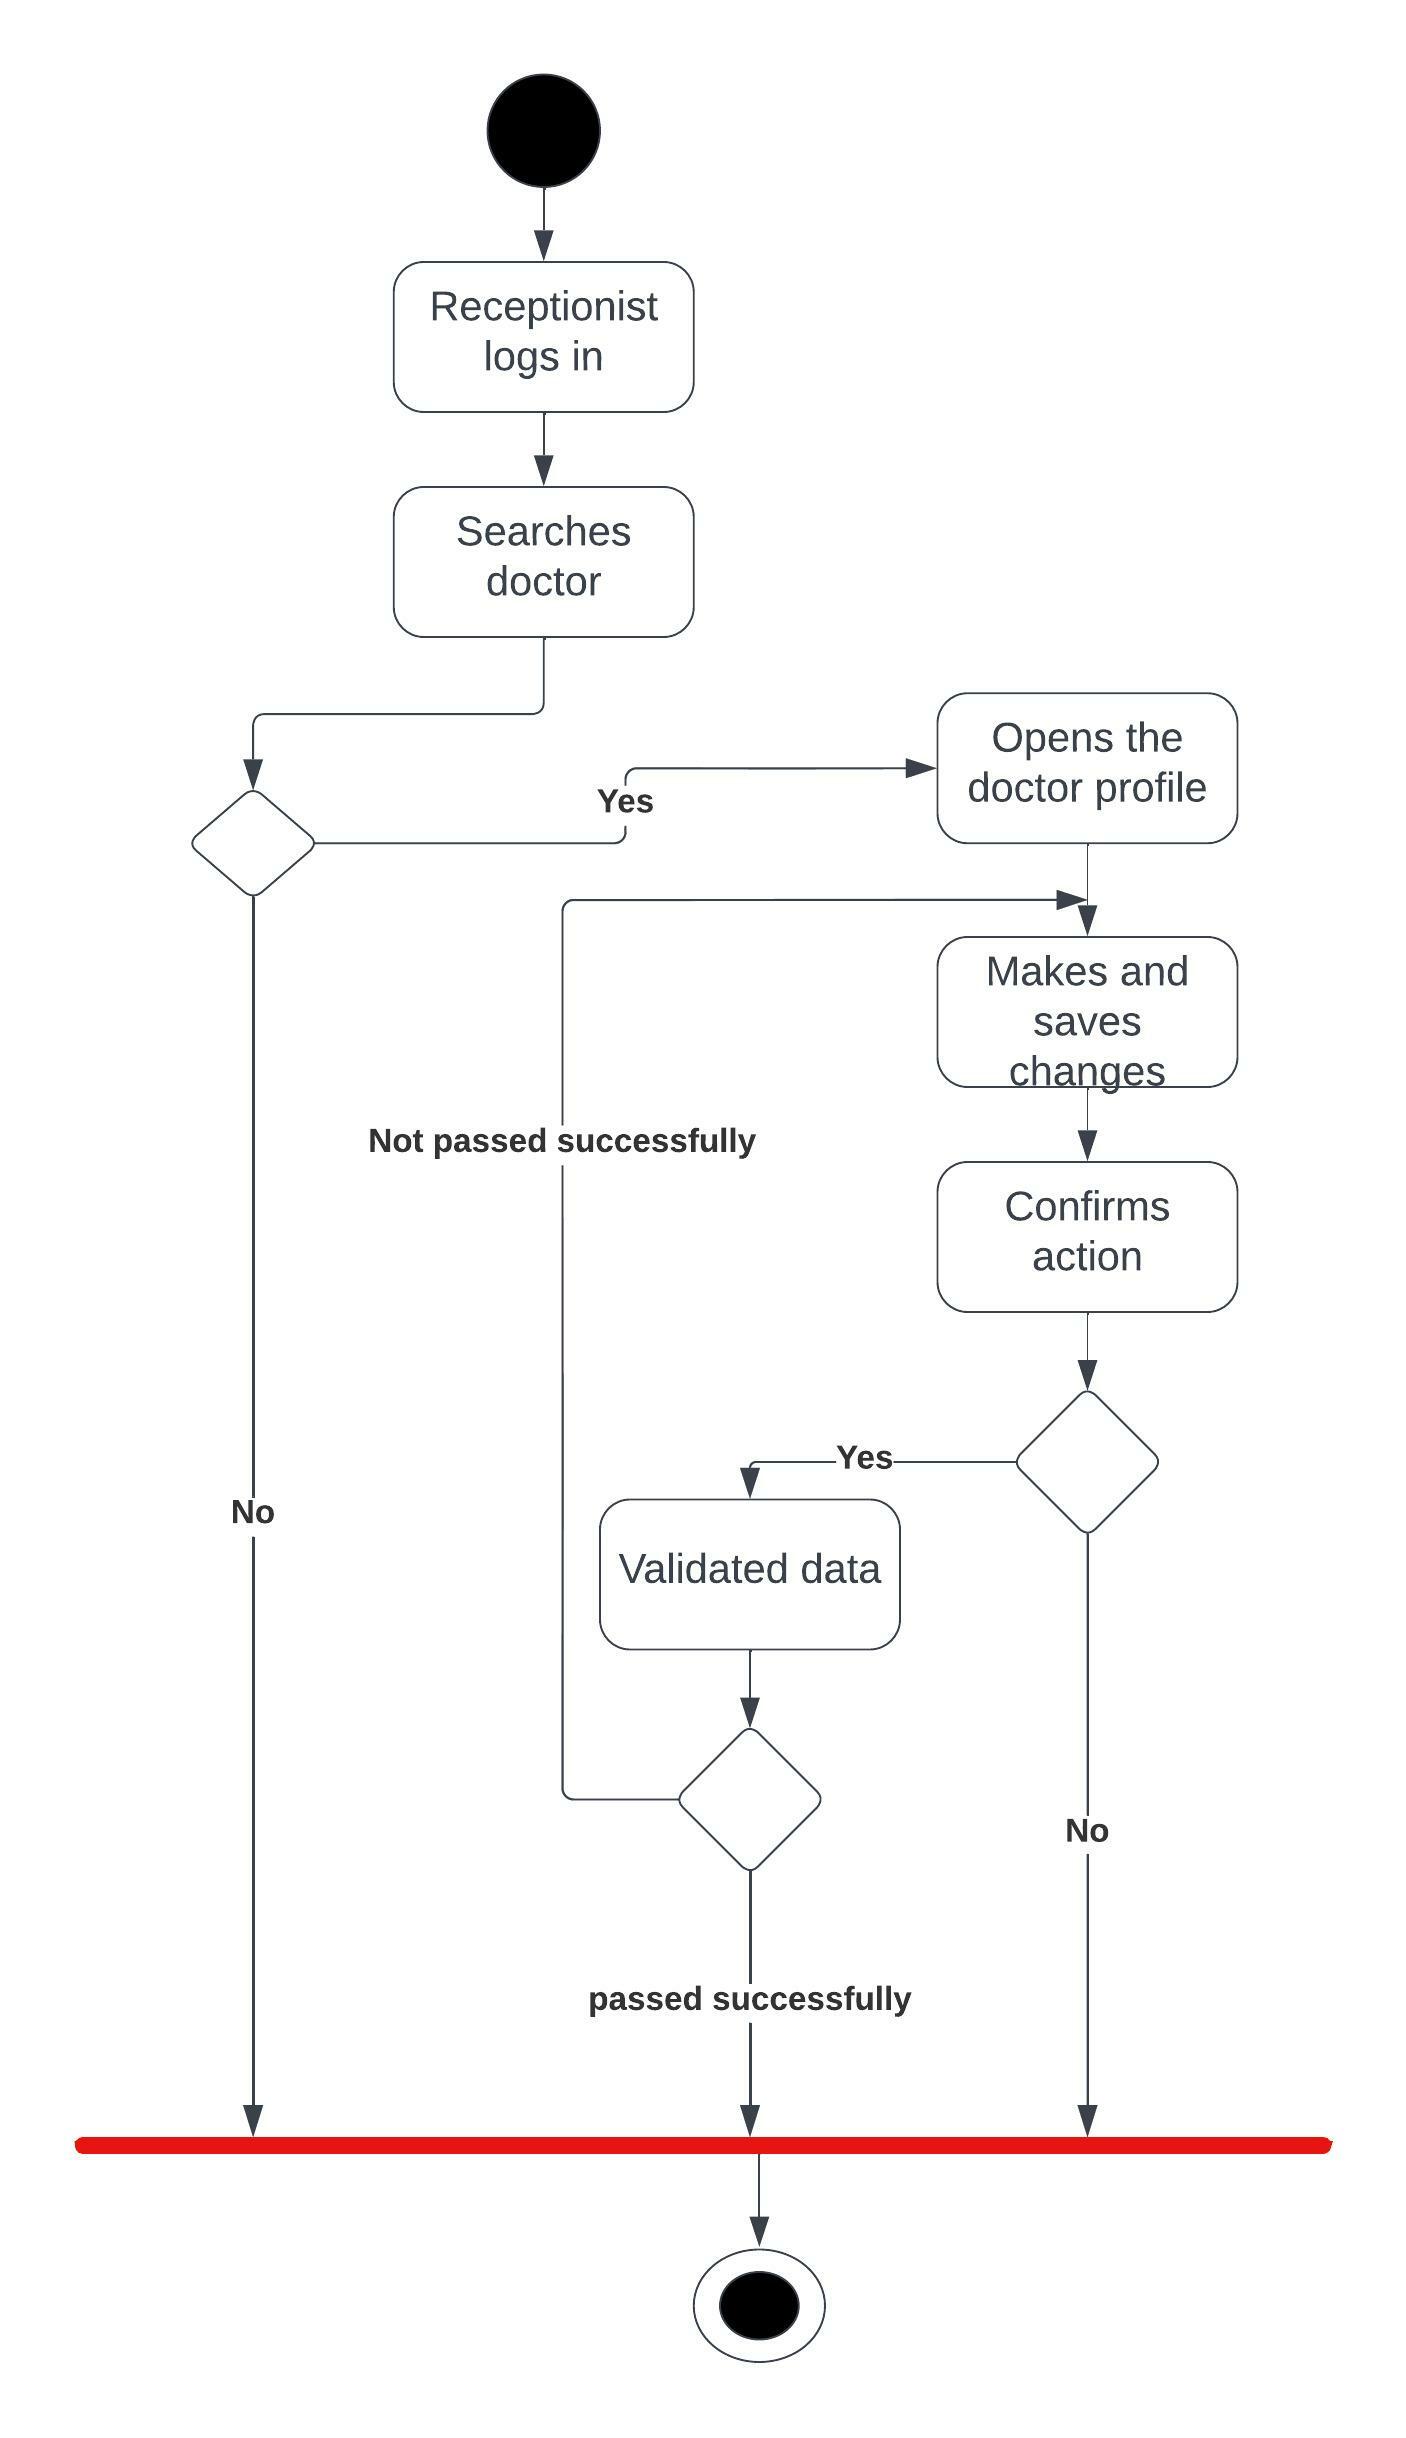 Receptionist
logs in
Searches
doctor
Opens the
doctor profile
Yes
Makes and
saves
changes
Not passed successfully
Confirms
action
Yes
No
Validated data
No
passed successfully